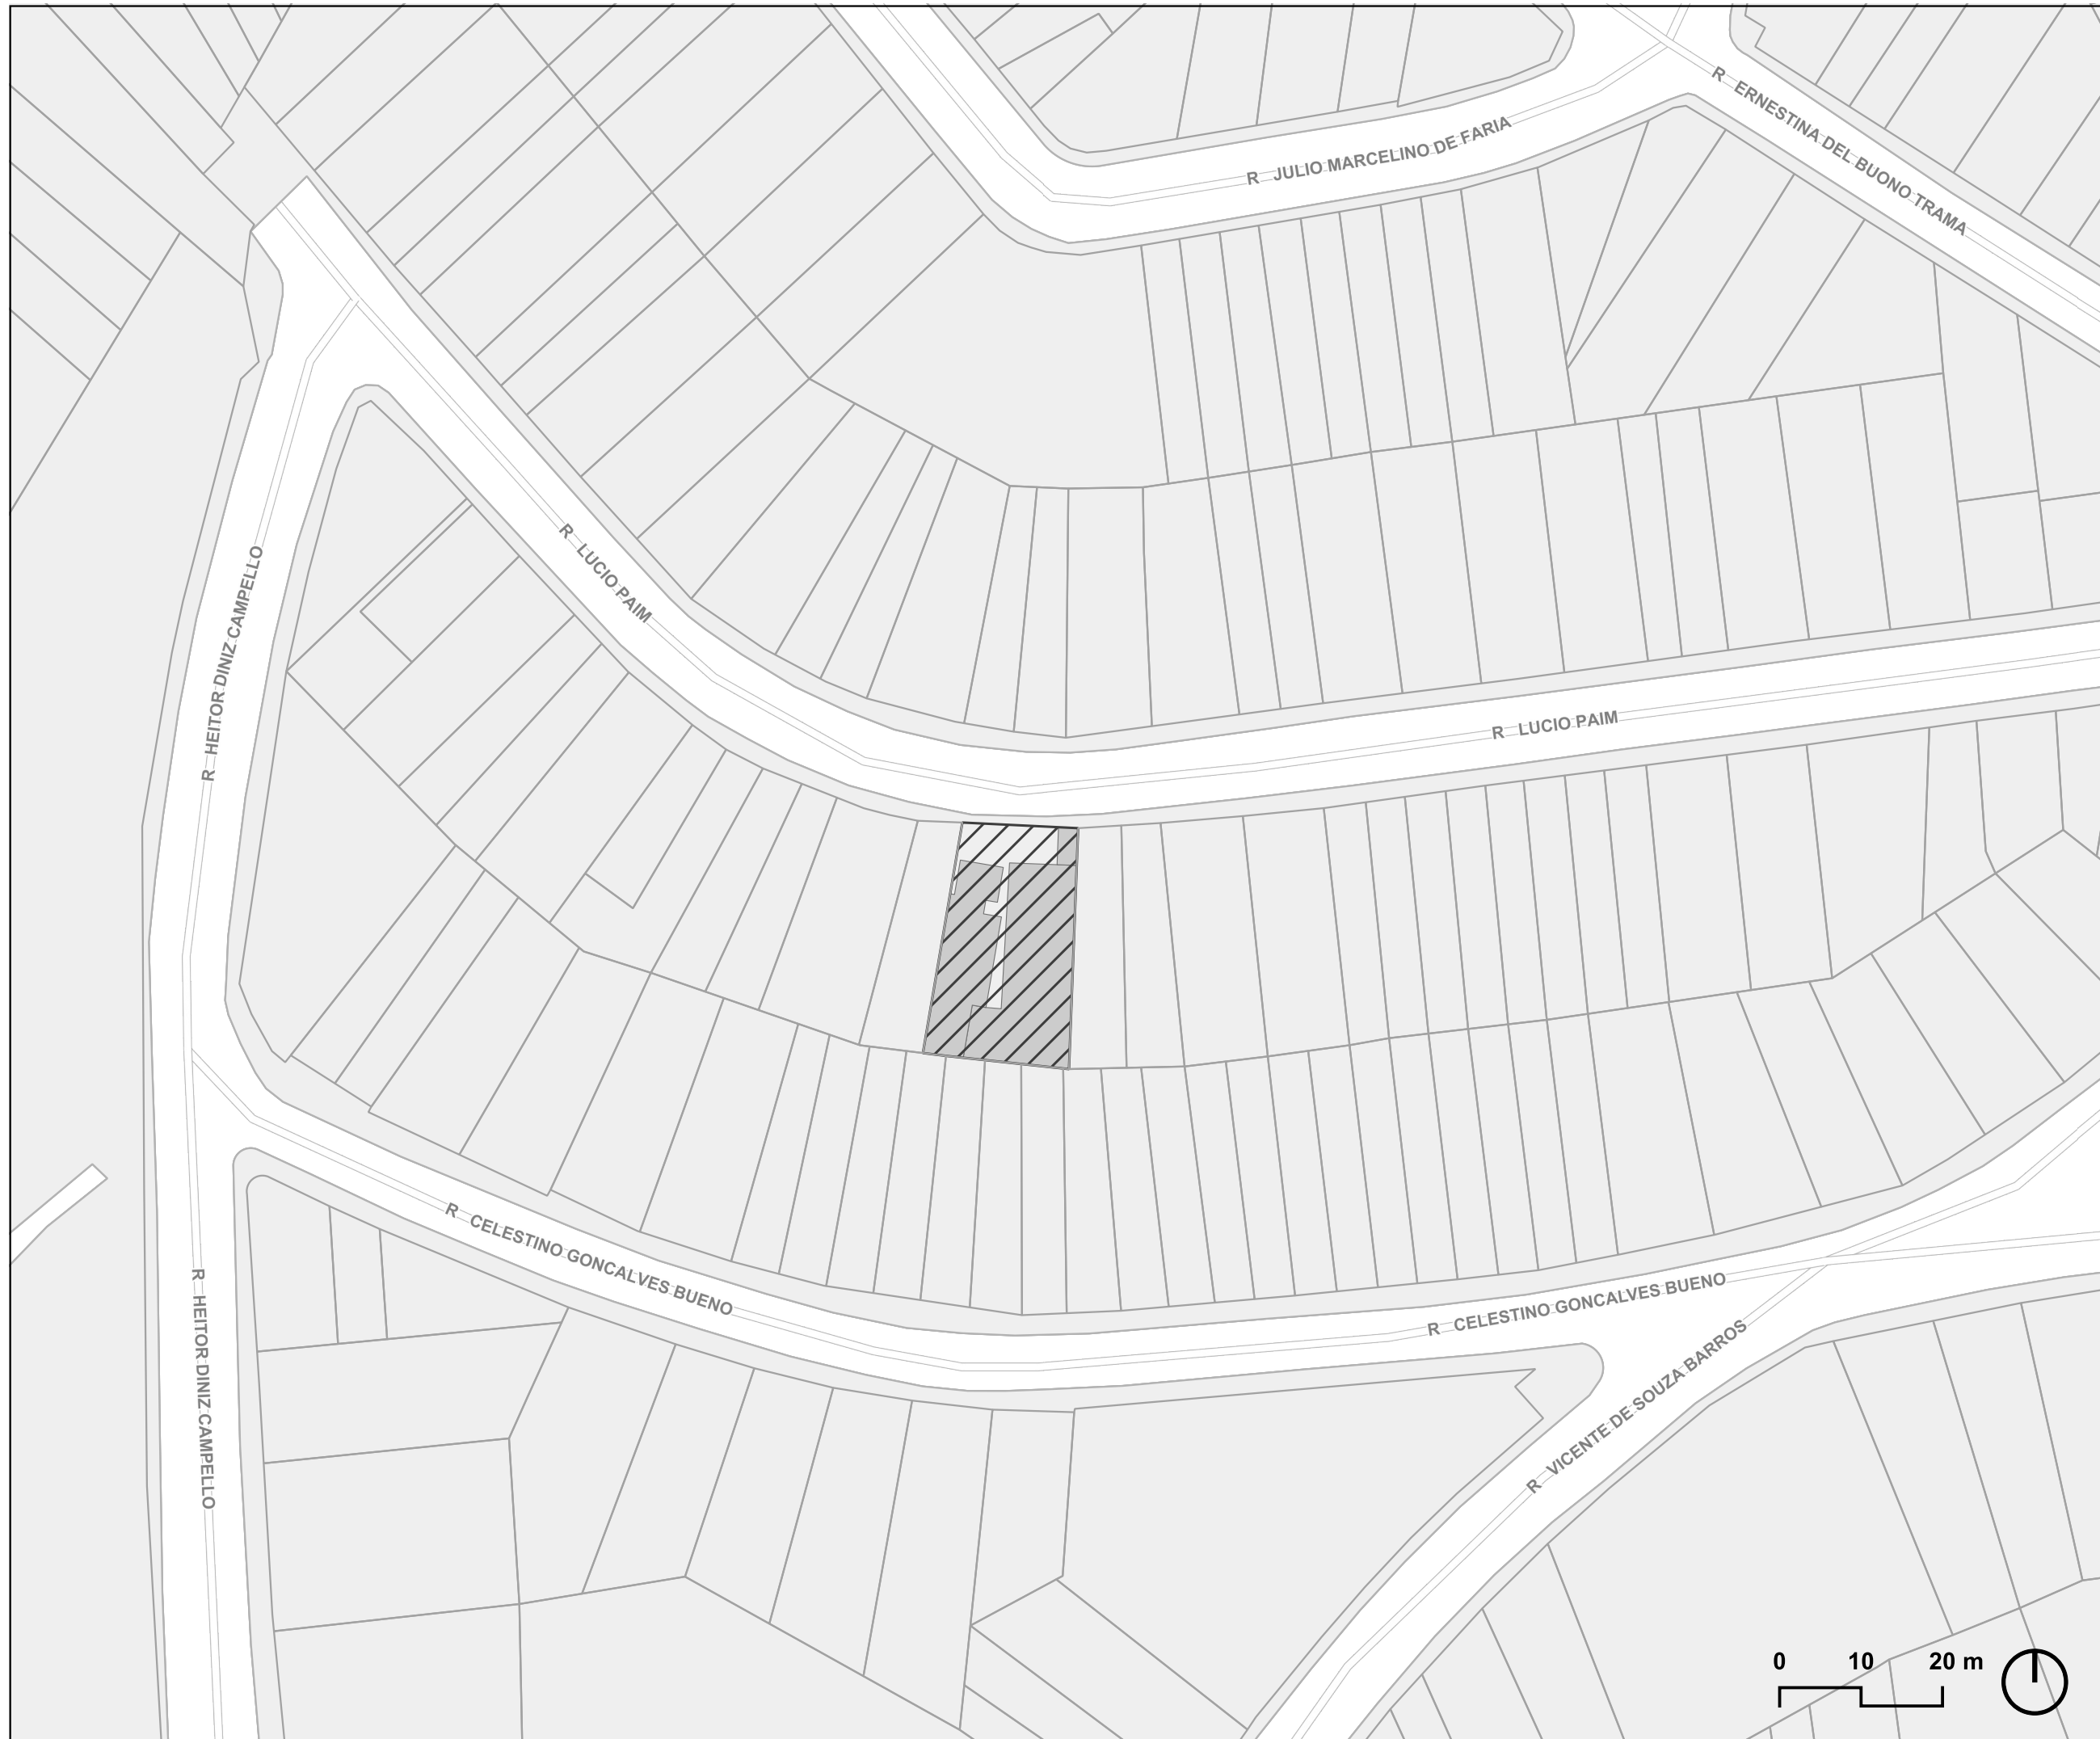 R ERNESTINA DEL BUONO TRAMA
R JULIO MARCELINO DE FARIA
R LUCIO PAIM
R HEITOR DINIZ CAMPELLO
R LUCIO PAIM
R CELESTINO GONCALVES BUENO
R CELESTINO GONCALVES BUENO
R HEITOR DINIZ CAMPELLO
R VICENTE DE SOUZA BARROS
0 10 20 m